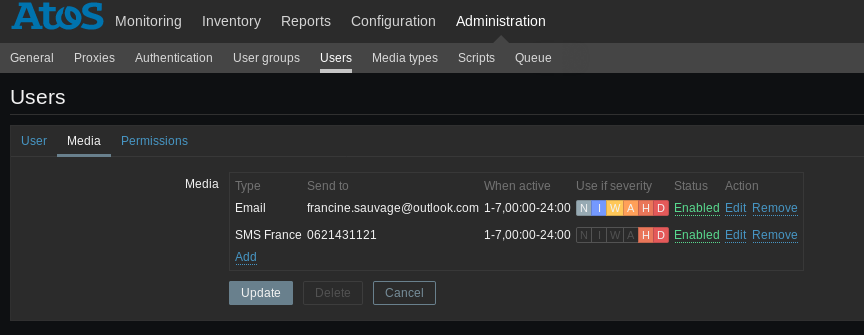 Atos Monitoring Inventory Reports Configuration Administration
General Proxies Authentication User groups Users Media types Scripts Queue
Users
User Media Permissions
Media Type Send to When active Use if severity Status Action
Email francine.sauvage@outlook.com 1-7,00:00-24:00 N I W A H D Enabled Edit Remove
SMS France 0621431121 1-7,00:00-24:00 N I W A H D Enabled Edit Remove
Add
Update Delete Cancel